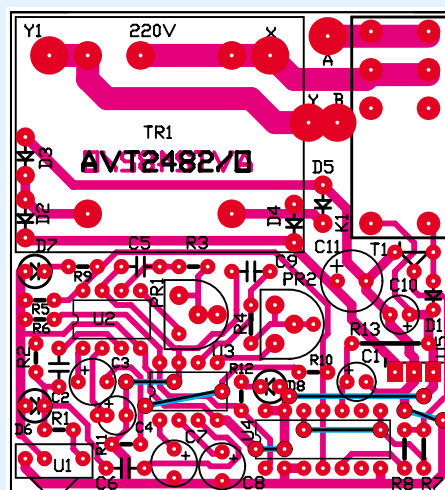 Y1 220V X
A
Y B
TR1
AVT2482/O
D3
D5
D2 D4 K1
D7 C5 R3 C9 C11 T1
R9 PR1 PR2 C10
R5
R6 U2 R4 D1
R2 U3 R13 U5
C2 C3 R12 R10 C1
D8
D6 R1 C4 C7 U4
R11
U1 C6 C8 R8 R7